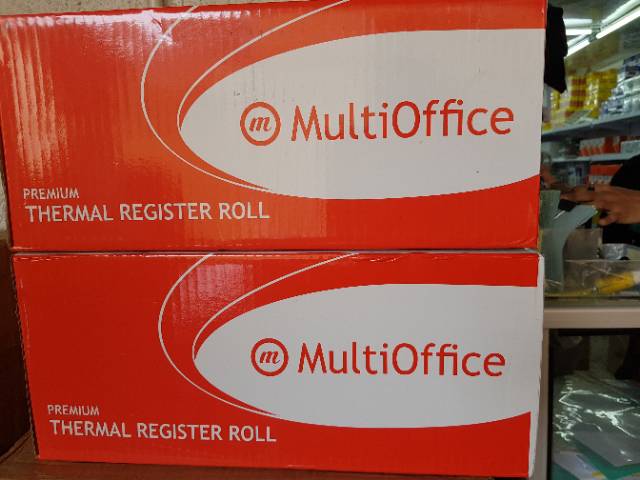 m MultiOffice
PREMIUM
THERMAL REGISTER ROLL
m MultiOffice
PREMIUM
THERMAL REGISTER ROLL